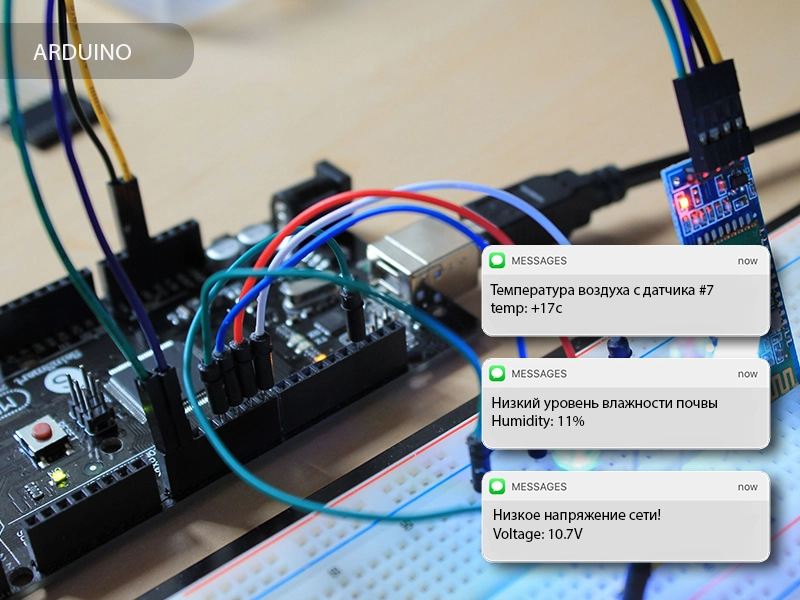 ARDUINO
MESSAGES now
Температура воздуха с датчика #7
temp: +17c
MESSAGES now
Низкий уровень влажности почвы
Humidity: 11%
MESSAGES now
Низкое напряжение сети!
Voltage: 10.7V